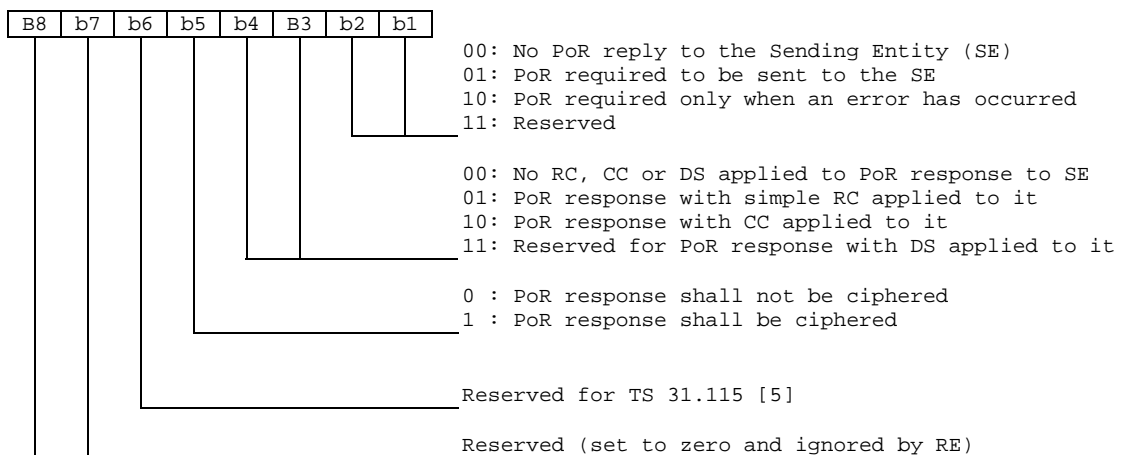 B8 b7 b6 b5 b4 B3 b2 b1
00: No PoR reply to the Sending Entity (SE)
01: PoR required to be sent to the SE
10: PoR required only when an error has occurred
11: Reserved
00: No RC, CC or DS applied to PoR response to SE
01: PoR response with simple RC applied to it
10: PoR response with CC applied to it
11: Reserved for PoR response with DS applied to it
0 : PoR response shall not be ciphered
1 : PoR response shall be ciphered
Reserved for TS 31.115 [5]
Reserved (set to zero and ignored by RE)